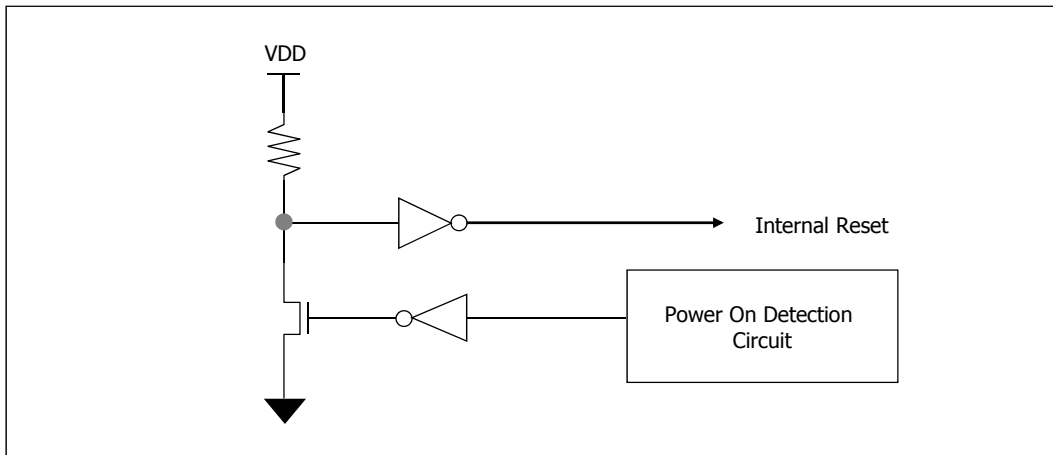 VDD
Internal Reset
Power On Detection
Circuit